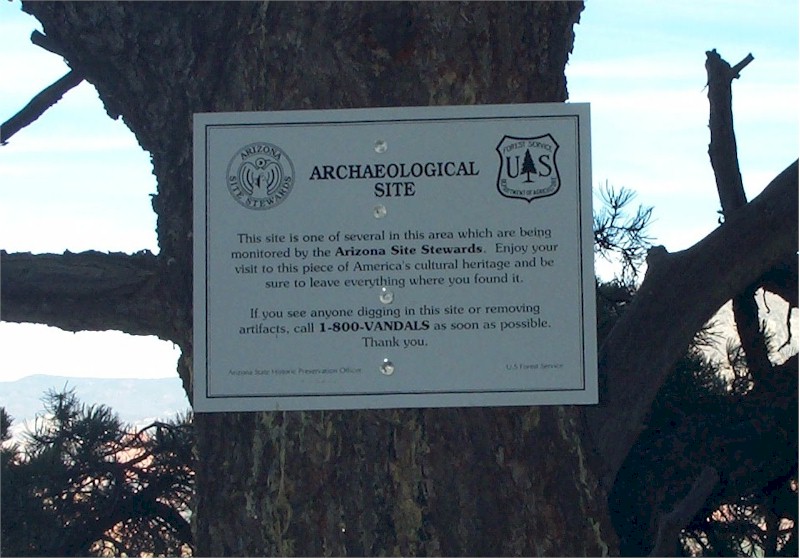 ARIZONA
SITE STEWARDS
FOREST SERVICE
U S
DEPARTMENT OF AGRICULTURE
ARCHAEOLOGICAL
SITE
This site is one of several in this area which are being
monitored by the Arizona Site Stewards. Enjoy your
visit to this piece of America's cultural heritage and be
sure to leave everything where you found it.
If you see anyone digging in this site or removing
artifacts, call 1-800-VANDALS as soon as possible.
Thank you.
Arizona State Historic Preservation Office
U.S Forest Service